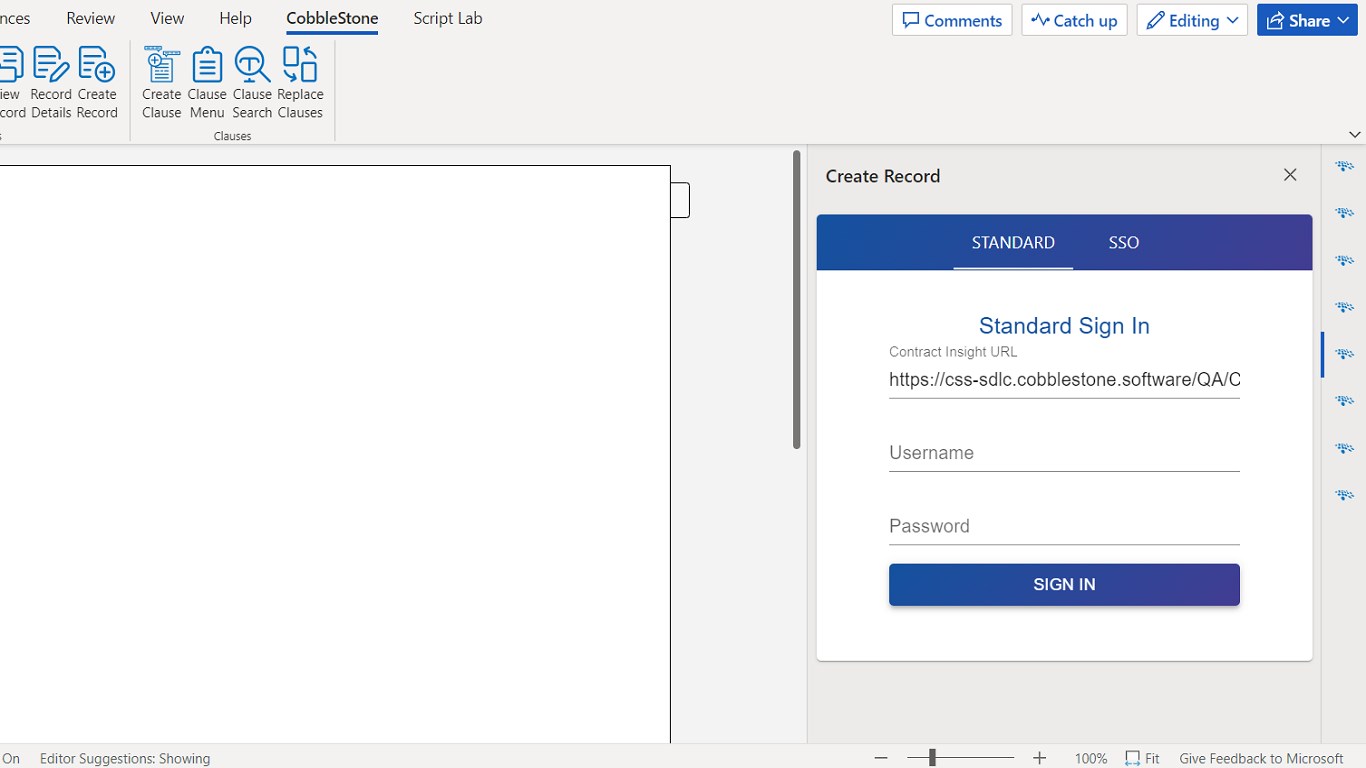 nces Review View Help CobbleStone Script Lab Comments Catch up Editing Share
iew Record Create Create Clause Clause Replace
cord Details Record Clause Menu Search Clauses
s Clauses
Create Record
STANDARD SSO
Standard Sign In
Contract Insight URL
https://css-sdlc.cobblestone.software/QA/C
Username
Password
SIGN IN
On Editor Suggestions: Showing 100% Fit Give Feedback to Microsoft